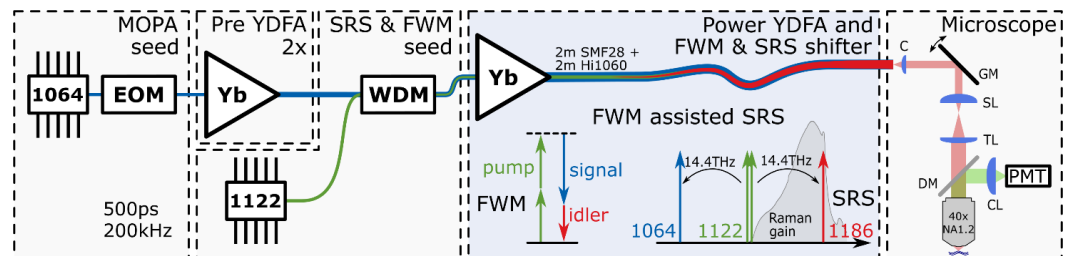 MOPA
seed
Pre YDFA
2x
SRS & FWM
seed
Power YDFA and
FWM & SRS shifter
Microscope
1064
EOM
Yb
WDM
Yb
2m SMF28 +
2m Hi1060
C
GM
SL
TL
DM
PMT
CL
40x
NA1.2
1122
500ps
200kHz
FWM assisted SRS
pump
signal
FWM
idler
14.4THz
14.4THz
SRS
Raman
gain
1064
1122
1186